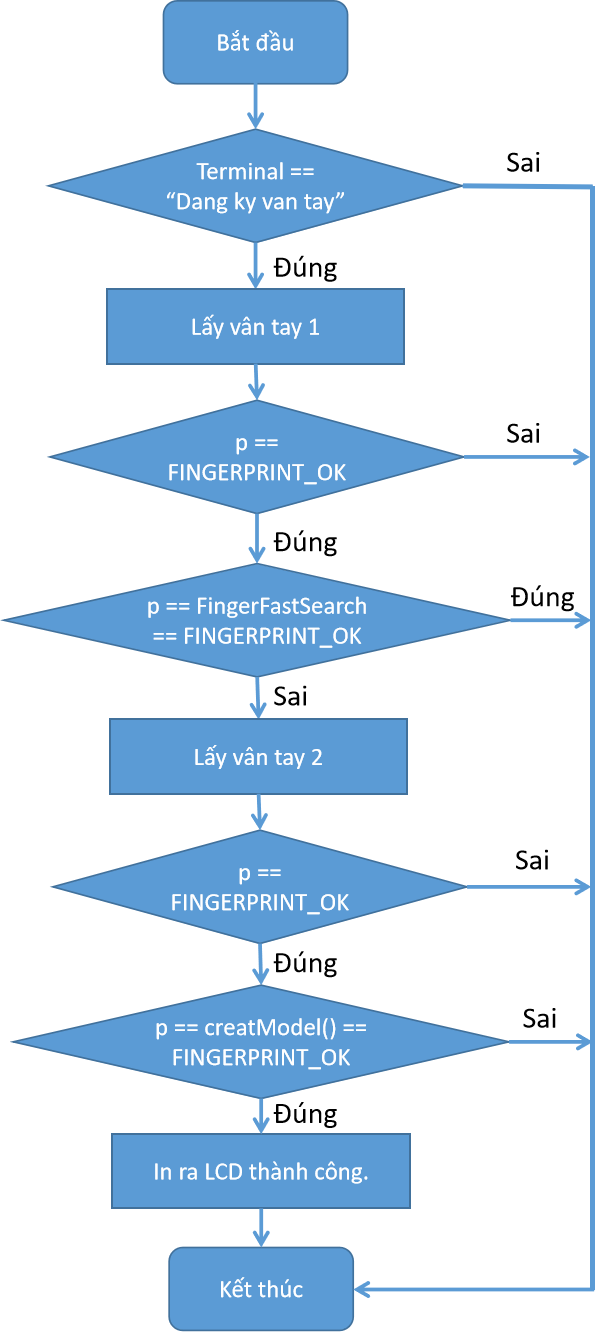 Bắt đầu
Terminal ==
“Dang ky van tay”
Sai
Đúng
Lấy vân tay 1
p ==
FINGERPRINT_OK
Sai
Đúng
p == FingerFastSearch
== FINGERPRINT_OK
Đúng
Sai
Lấy vân tay 2
p ==
FINGERPRINT_OK
Sai
Đúng
p == creatModel() ==
FINGERPRINT_OK
Sai
Đúng
In ra LCD thành công.
Kết thúc